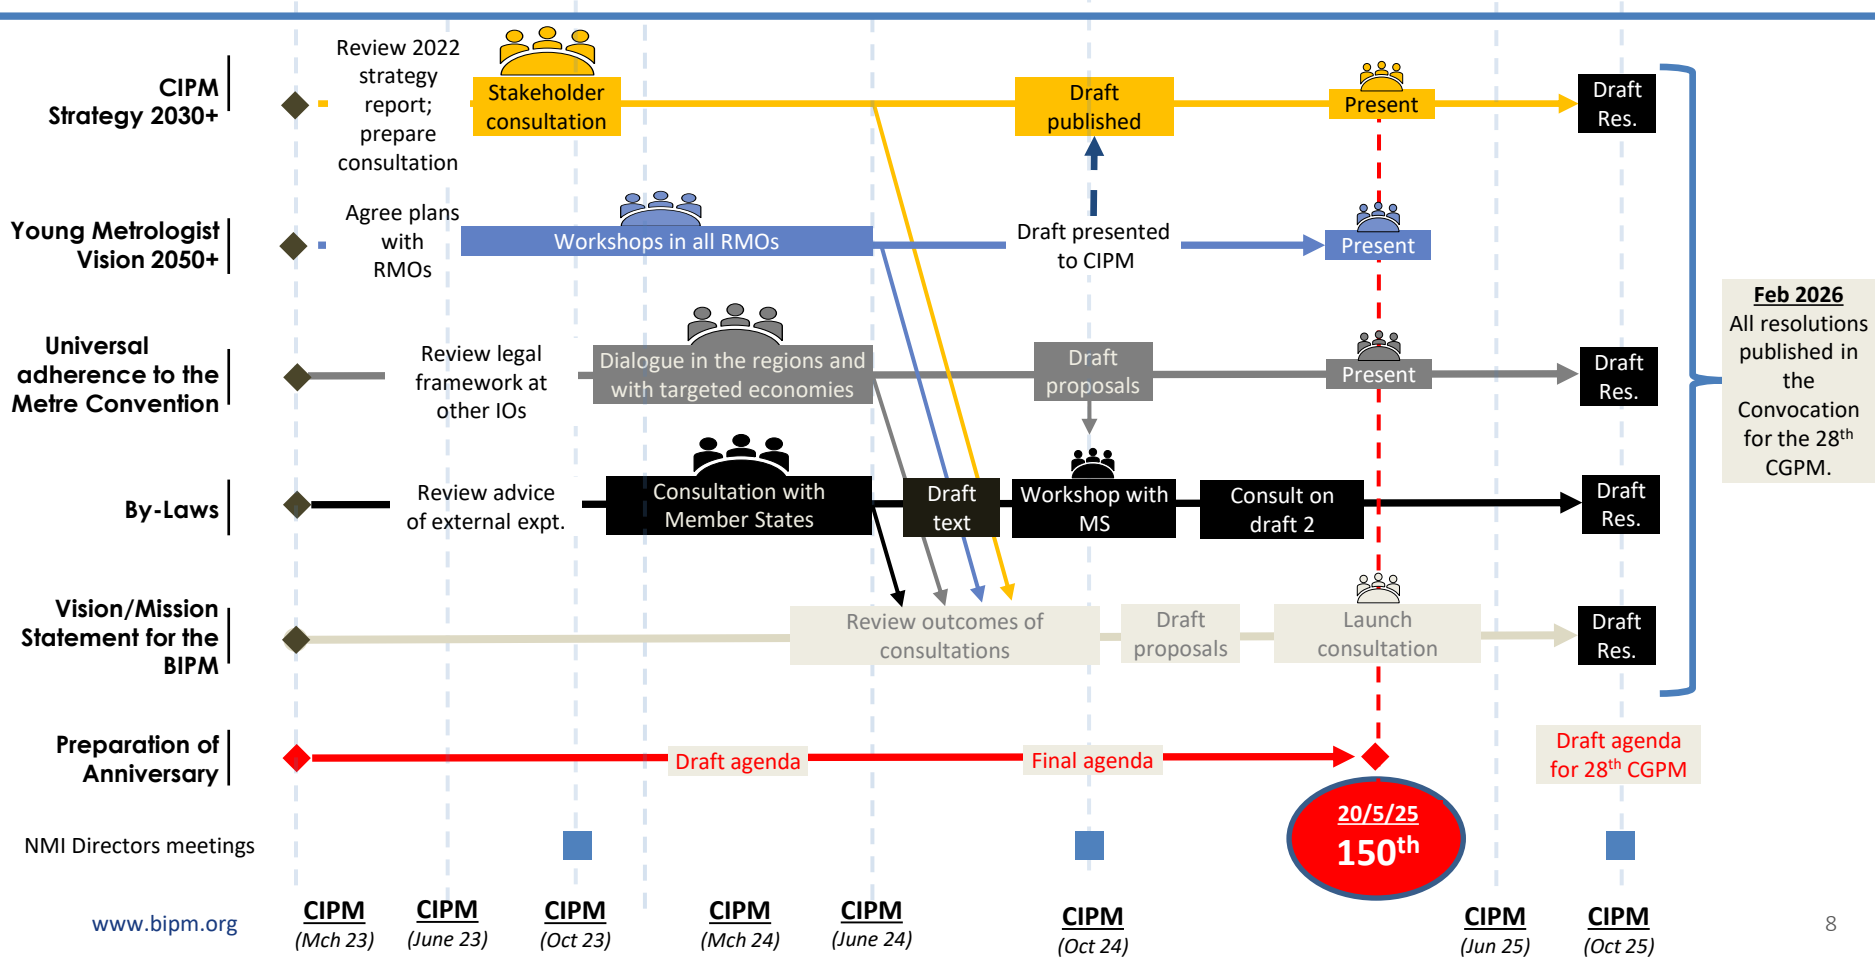 CIPM
Strategy 2030+
Review 2022
strategy
report;
prepare
consultation
Stakeholder
consultation
Draft
published
Present
Draft
Res.
Young Metrologist
Vision 2050+
Agree plans
with
RMOs
Workshops in all RMOs
Draft presented
to CIPM
Present
Universal
adherence to the
Metre Convention
Review legal
framework at
other IOs
Dialogue in the regions and
with targeted economies
Draft
proposals
Present
Draft
Res.
By-Laws
Review advice
of external expt.
Consultation with
Member States
Draft
text
Workshop with
MS
Consult on
draft 2
Draft
Res.
Vision/Mission
Statement for the
BIPM
Review outcomes of
consultations
Draft
proposals
Launch
consultation
Draft
Res.
Feb 2026
All resolutions
published in
the
Convocation
for the 28th
CGPM.
Preparation of
Anniversary
Draft agenda
Final agenda
Draft agenda
for 28th CGPM
20/5/25
150th
NMI Directors meetings
www.bipm.org
CIPM
(Mch 23)
CIPM
(June 23)
CIPM
(Oct 23)
CIPM
(Mch 24)
CIPM
(June 24)
CIPM
(Oct 24)
CIPM
(Jun 25)
CIPM
(Oct 25)
8